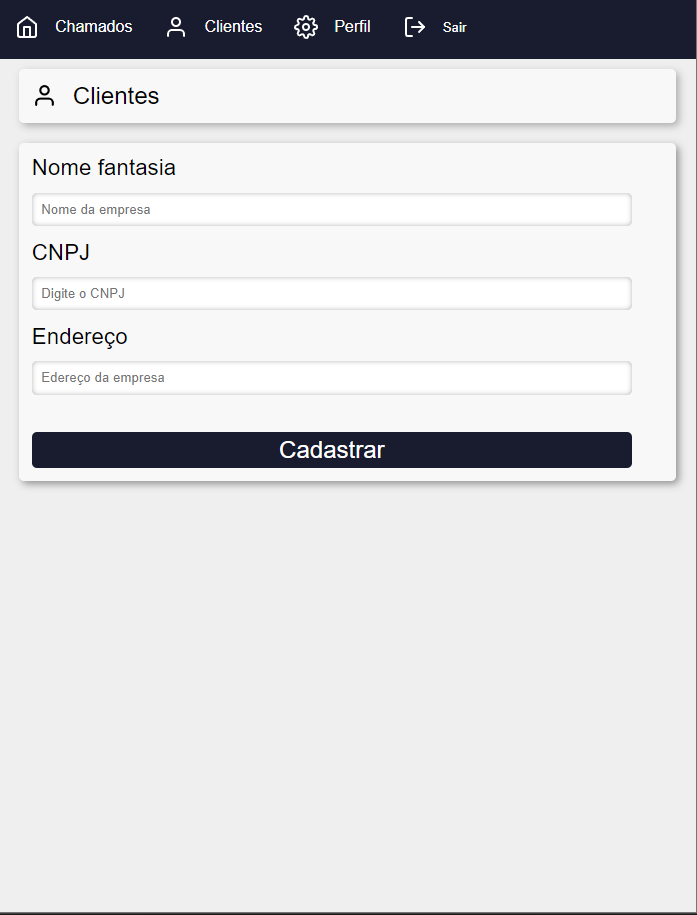 Chamados Clientes Perfil Sair
Clientes
Nome fantasia
Nome da empresa
CNPJ
Digite o CNPJ
Endereço
Edereço da empresa
Cadastrar